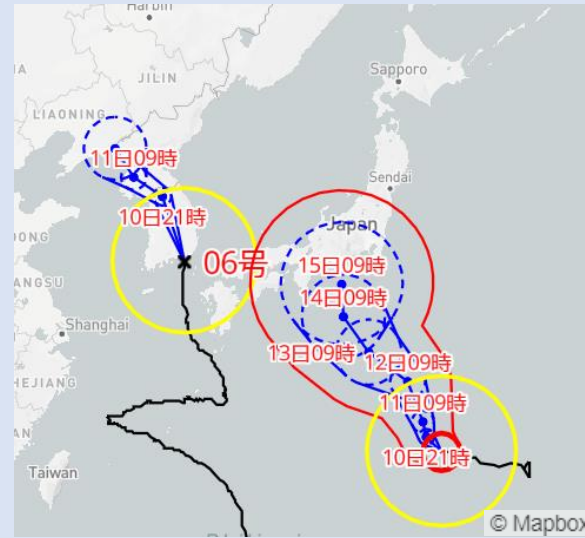 Harbin
JILIN
LIAONING
Sapporo
11日09時
10日21時
Sendai
Japan
06号
15日09時
14日09時
13日09時
12日09時
11日09時
10日21時
Shanghai
Taiwan
© Mapbox